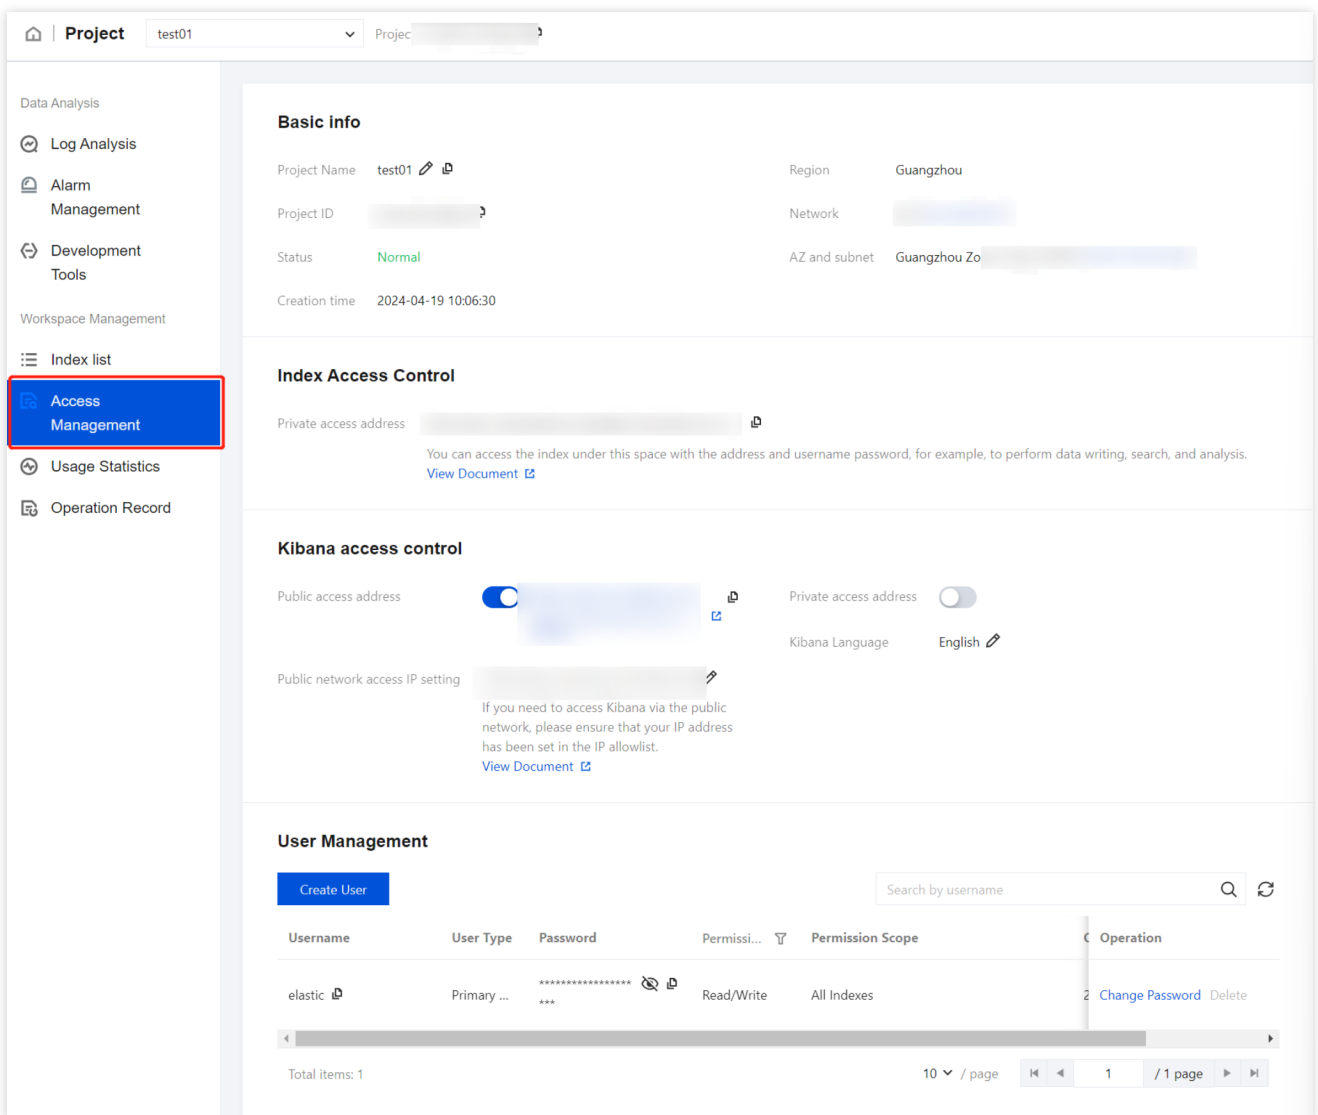 Project
test01
Projec
Data Analysis
Log Analysis
Alarm
Management
Development
Tools
Workspace Management
Index list
Access
Management
Usage Statistics
Operation Record
Basic info
Project Name test01
Region Guangzhou
Project ID
Network
Status Normal
AZ and subnet Guangzhou Zo
Creation time 2024-04-19 10:06:30
Index Access Control
Private access address
You can access the index under this space with the address and username password, for example, to perform data writing, search, and analysis.
View Document
Kibana access control
Public access address
Private access address
Kibana Language English
Public network access IP setting
If you need to access Kibana via the public
network, please ensure that your IP address
has been set in the IP allowlist.
View Document
User Management
Create User
Search by username
Username User Type Password Permissi... Permission Scope Operation
elastic Primary ... ***************** Read/Write All Indexes 2 Change Password Delete
***
Total items: 1
10 / page 1 / 1 page